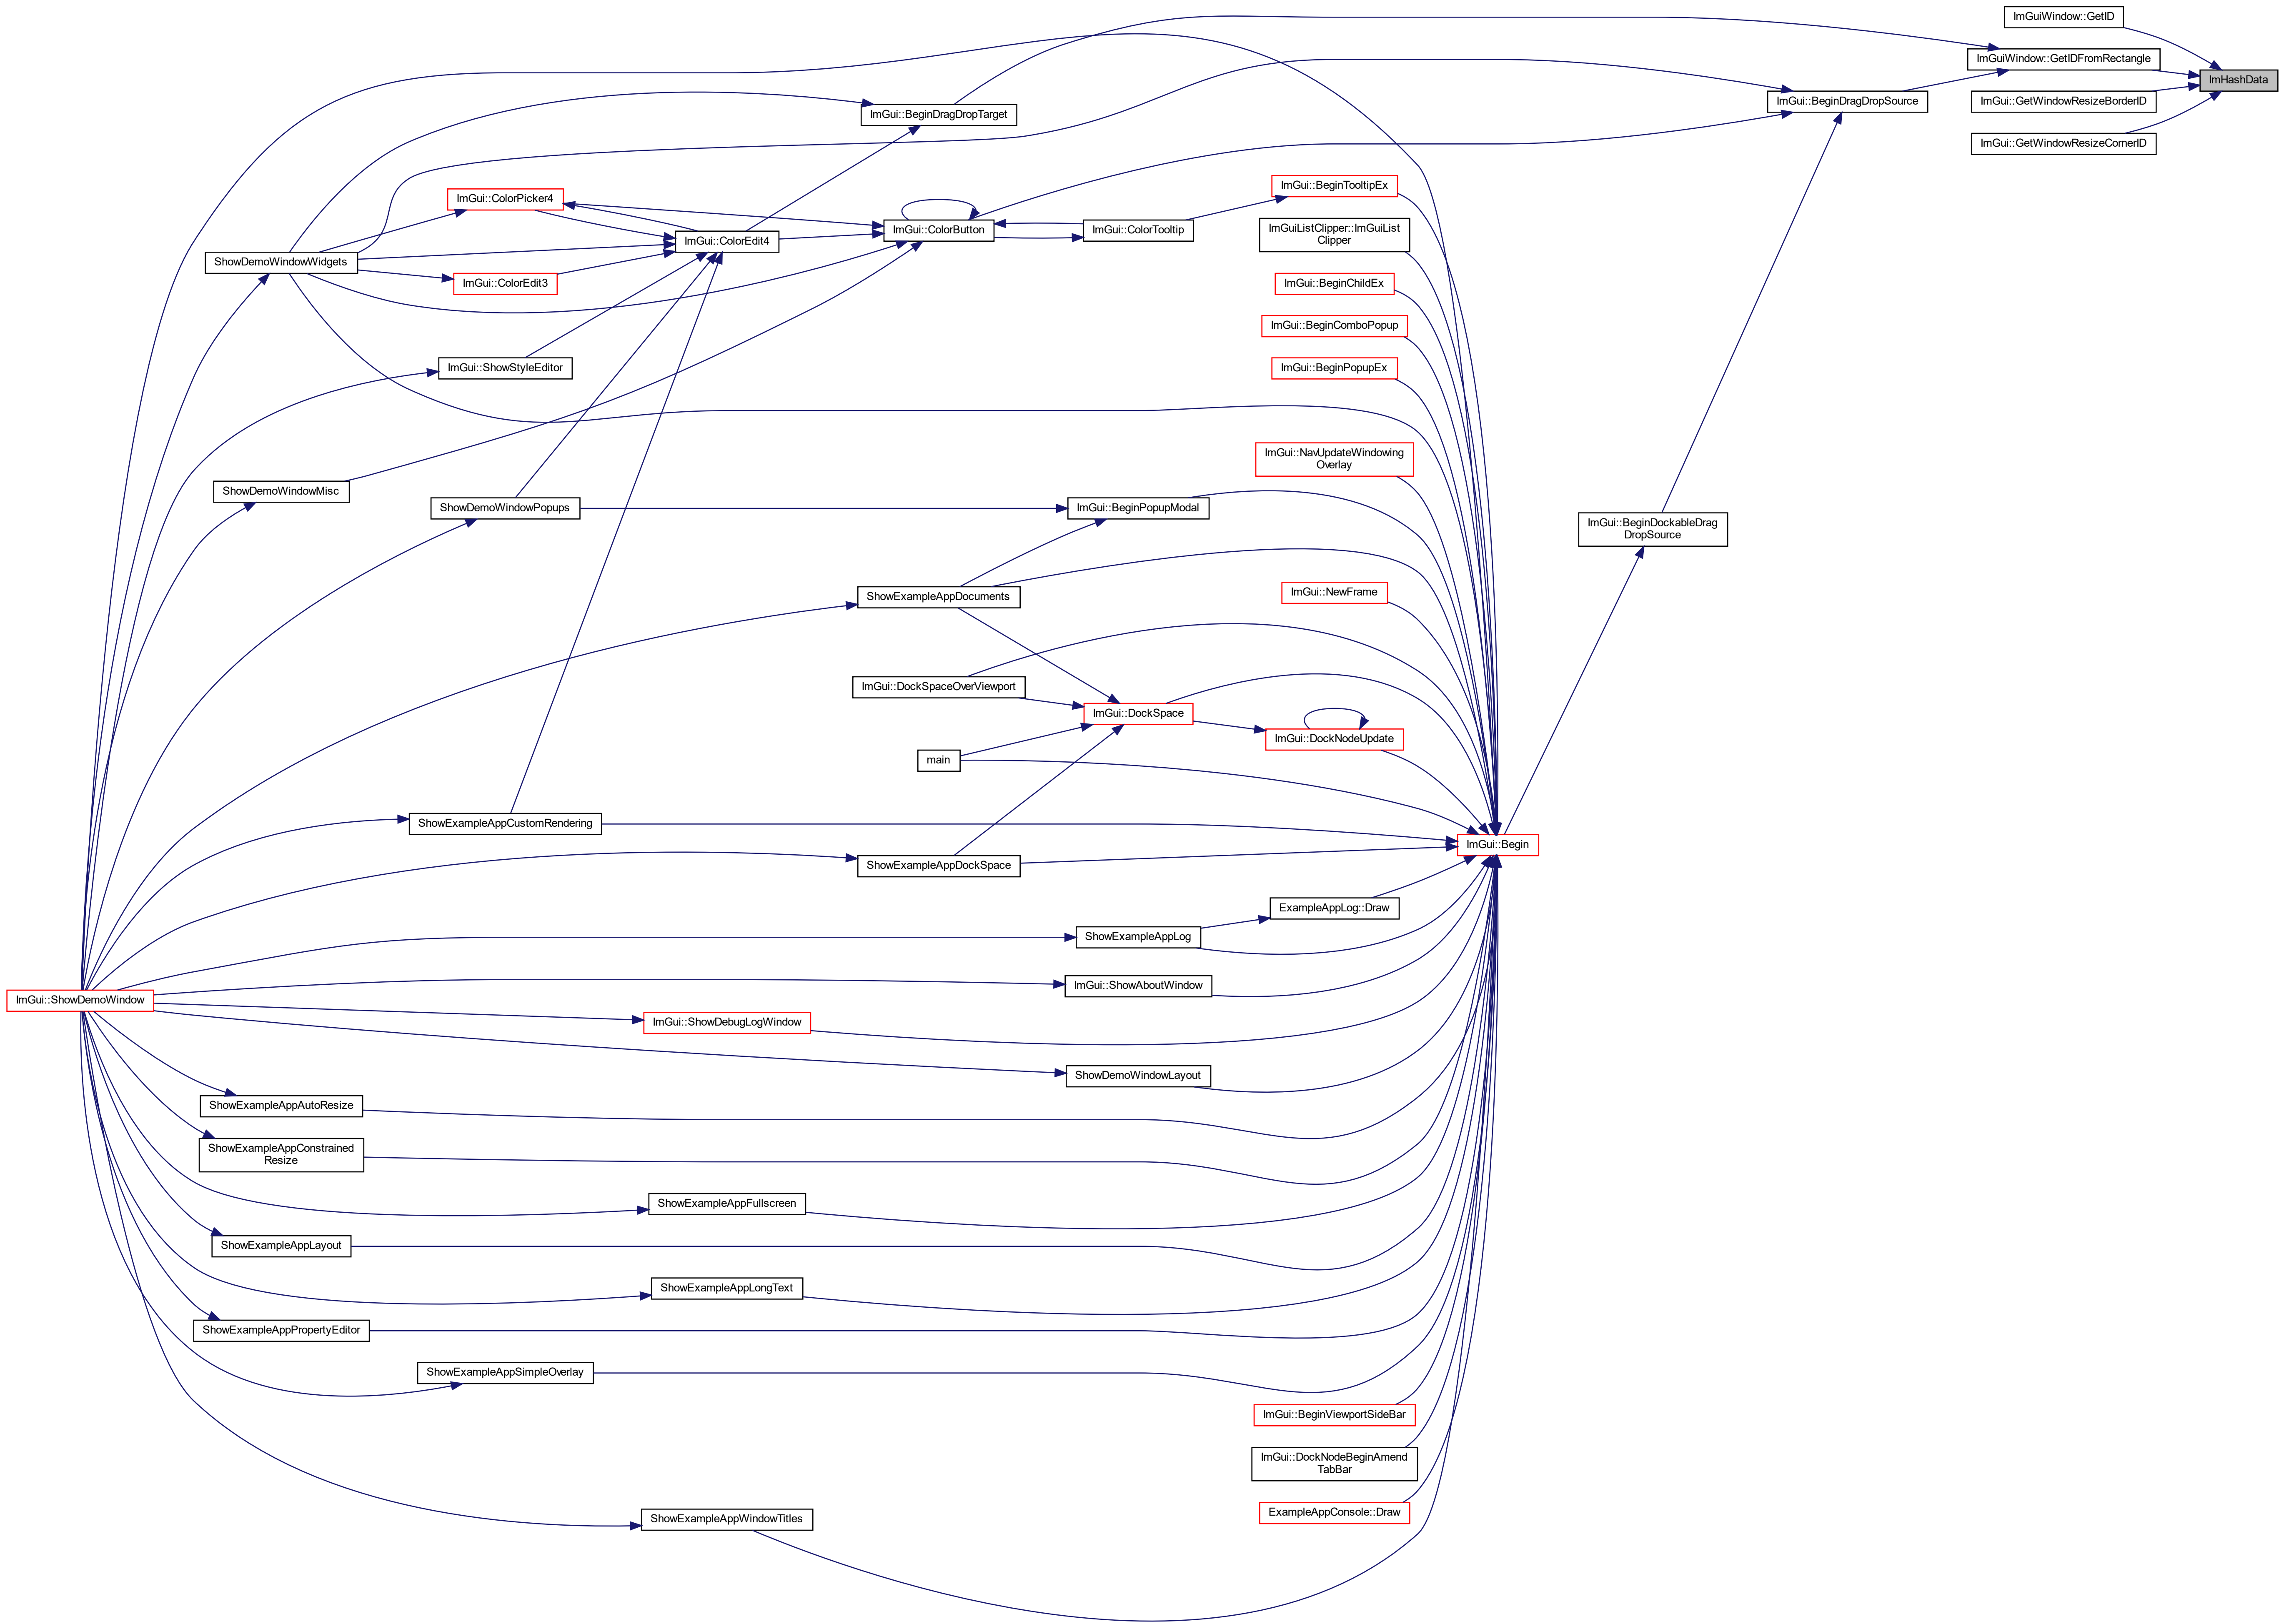 ImGuiWindow::GetID
ImGuiWindow::GetIDFromRectangle
ImHashData
ImGui::GetWindowResizeBorderID
ImGui::BeginDragDropSource
ImGui::BeginDragDropTarget
ImGui::GetWindowResizeCornerID
ImGui::BeginTooltipEx
ImGui::ColorPicker4
ImGui::ColorButton
ImGui::ColorTooltip
ImGuiListClipper::ImGuiList
Clipper
ImGui::ColorEdit4
ShowDemoWindowWidgets
ImGui::ColorEdit3
ImGui::BeginChildEx
ImGui::BeginComboPopup
ImGui::ShowStyleEditor
ImGui::BeginPopupEx
ImGui::NavUpdateWindowing
Overlay
ShowDemoWindowMisc
ShowDemoWindowPopups
ImGui::BeginPopupModal
ImGui::BeginDockableDrag
DropSource
ShowExampleAppDocuments
ImGui::NewFrame
ImGui::DockSpaceOverViewport
ImGui::DockSpace
ImGui::DockNodeUpdate
main
ShowExampleAppCustomRendering
ImGui::Begin
ShowExampleAppDockSpace
ExampleAppLog::Draw
ShowExampleAppLog
ImGui::ShowAboutWindow
ImGui::ShowDemoWindow
ImGui::ShowDebugLogWindow
ShowDemoWindowLayout
ShowExampleAppAutoResize
ShowExampleAppConstrained
Resize
ShowExampleAppFullscreen
ShowExampleAppLayout
ShowExampleAppLongText
ShowExampleAppPropertyEditor
ShowExampleAppSimpleOverlay
ImGui::BeginViewportSideBar
ImGui::DockNodeBeginAmend
TabBar
ExampleAppConsole::Draw
ShowExampleAppWindowTitles